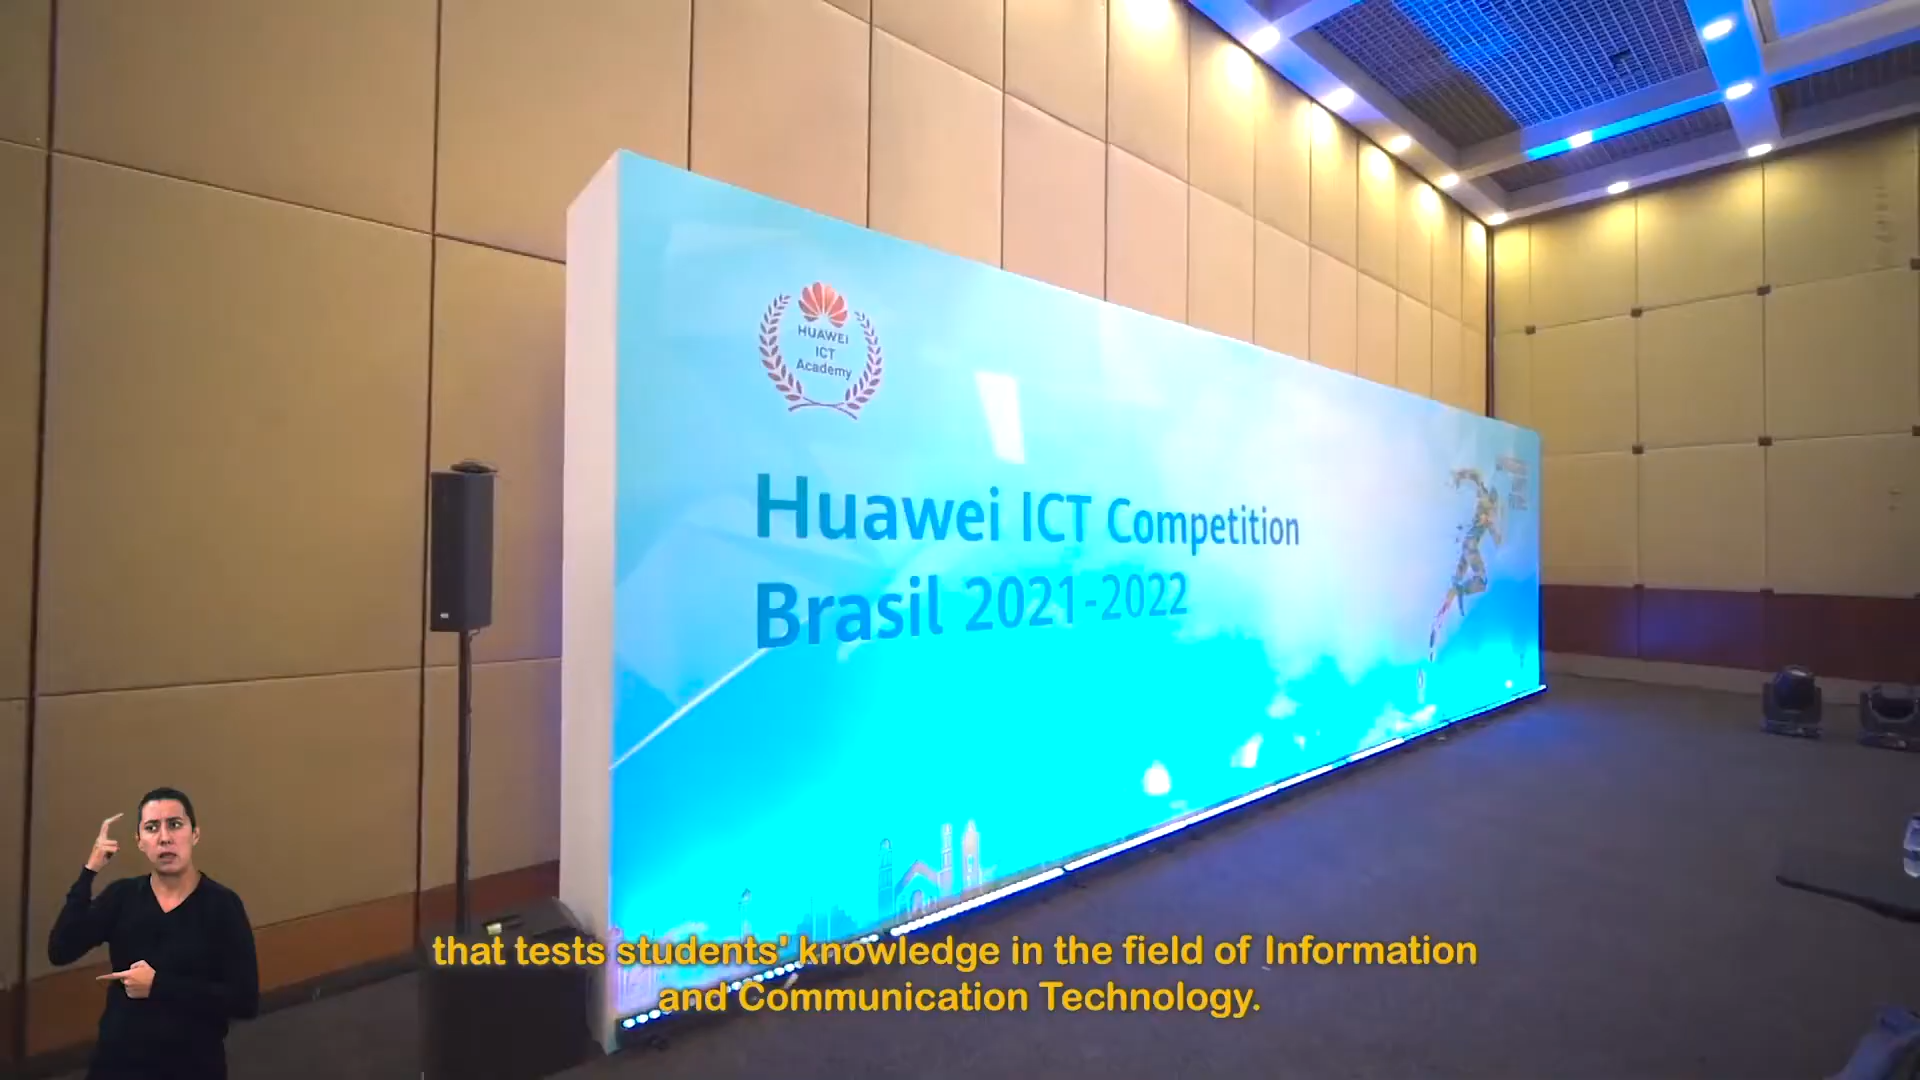 HUAWEI
ICT
Academy
Huawei ICT Competition
Brasil 2021-2022
that tests students' knowledge in the field of Information
and Communication Technology.